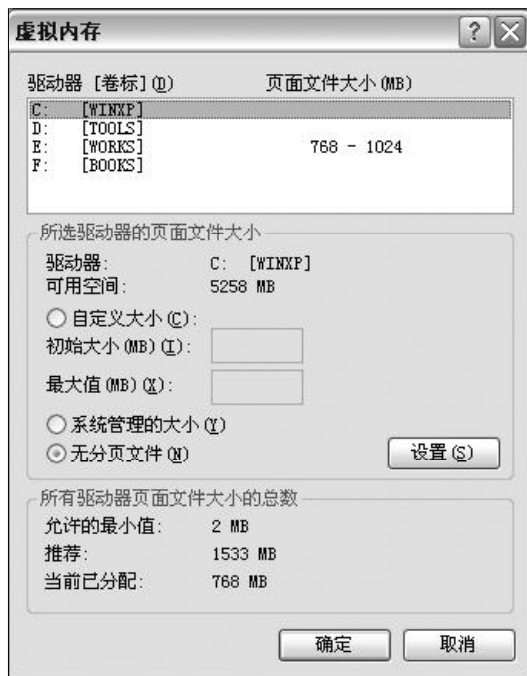 虚拟内存
驱动器 [卷标](D) 页面文件大小(MB)
C: [WINXP]
D: [TOOLS]
E: [WORKS] 768 - 1024
F: [BOOKS]
所选驱动器的页面文件大小
驱动器: C: [WINXP]
可用空间: 5258 MB
自定义大小(C):
初始大小(MB)(I):
最大值(MB)(X):
系统管理的大小(Y)
无分页文件(N)
设置(S)
所有驱动器页面文件大小的总数
允许的最小值: 2 MB
推荐: 1533 MB
当前已分配: 768 MB
确定 取消